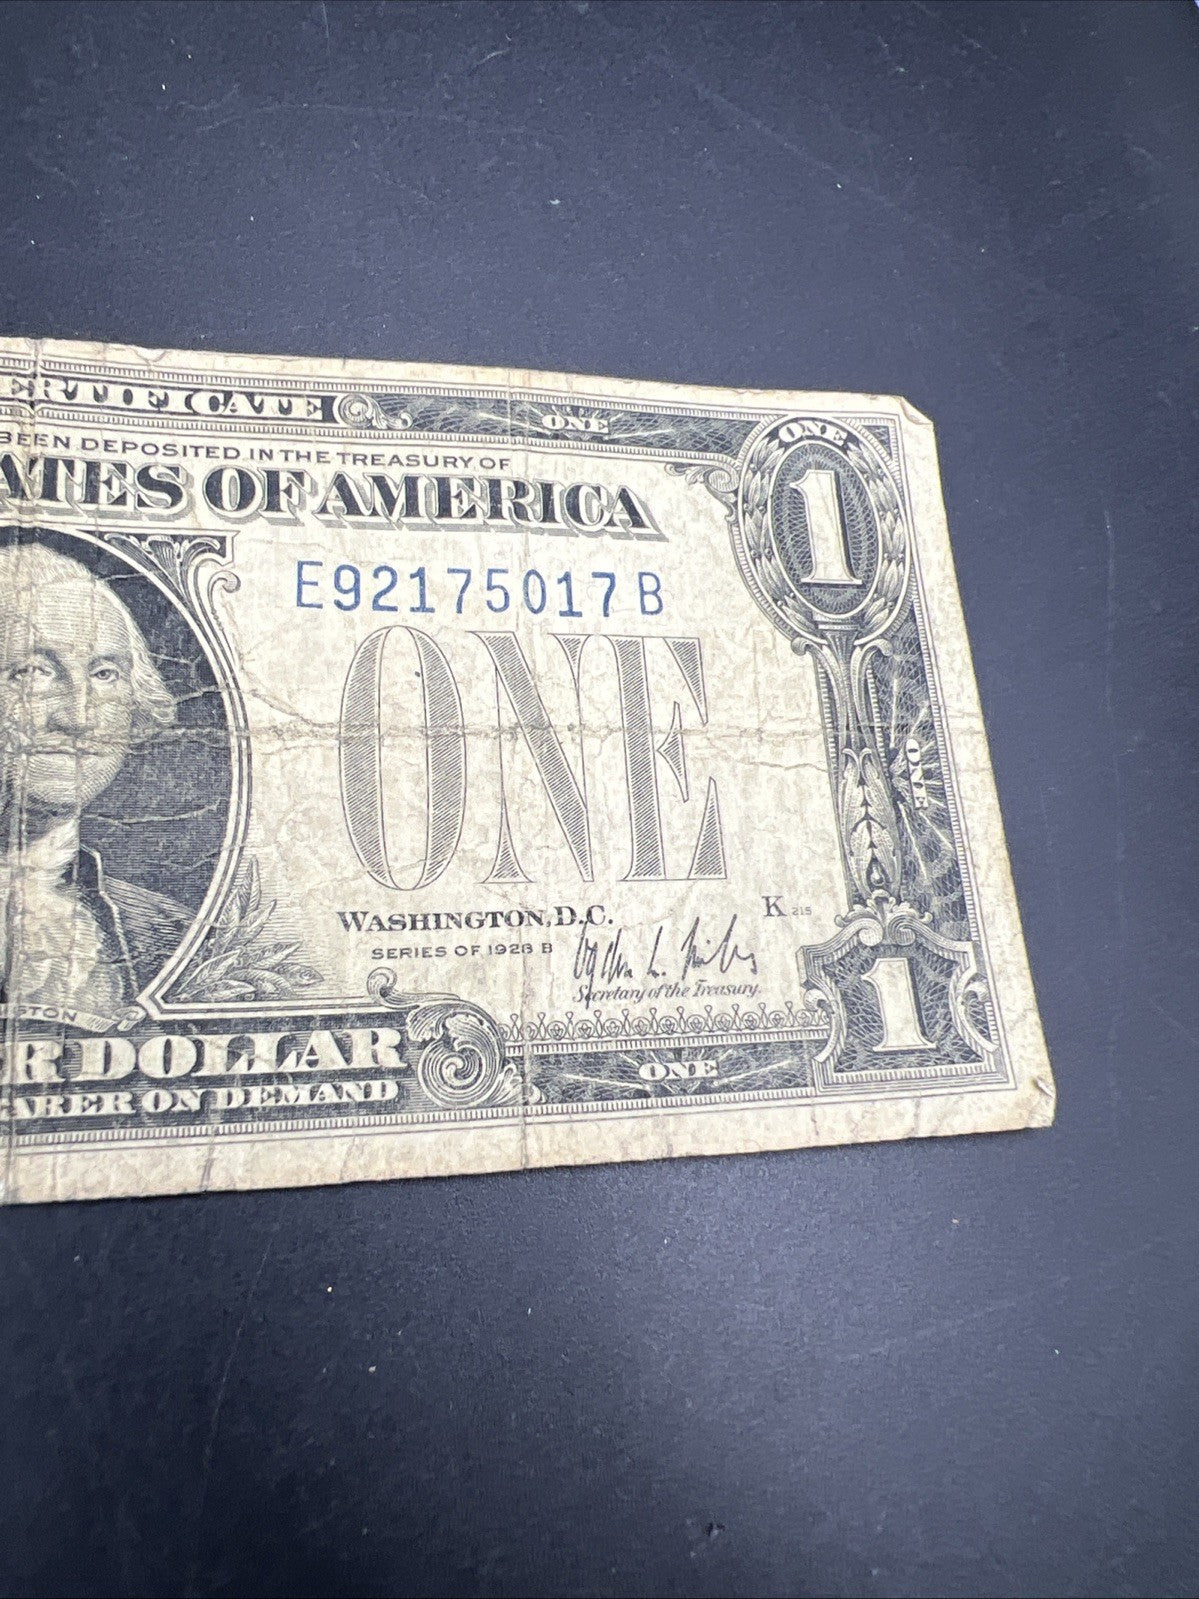 ERTIFICATE
ONE
ONE
BEEN DEPOSITED IN THE TREASURY OF
ATES OF AMERICA
1
E92175017B
ONE
ONE
WASHINGTON, D.C.
K 215
SERIES OF 1928 B
Secretary of the Treasury.
1
R DOLLAR
ONE
ARER ON DEMAND